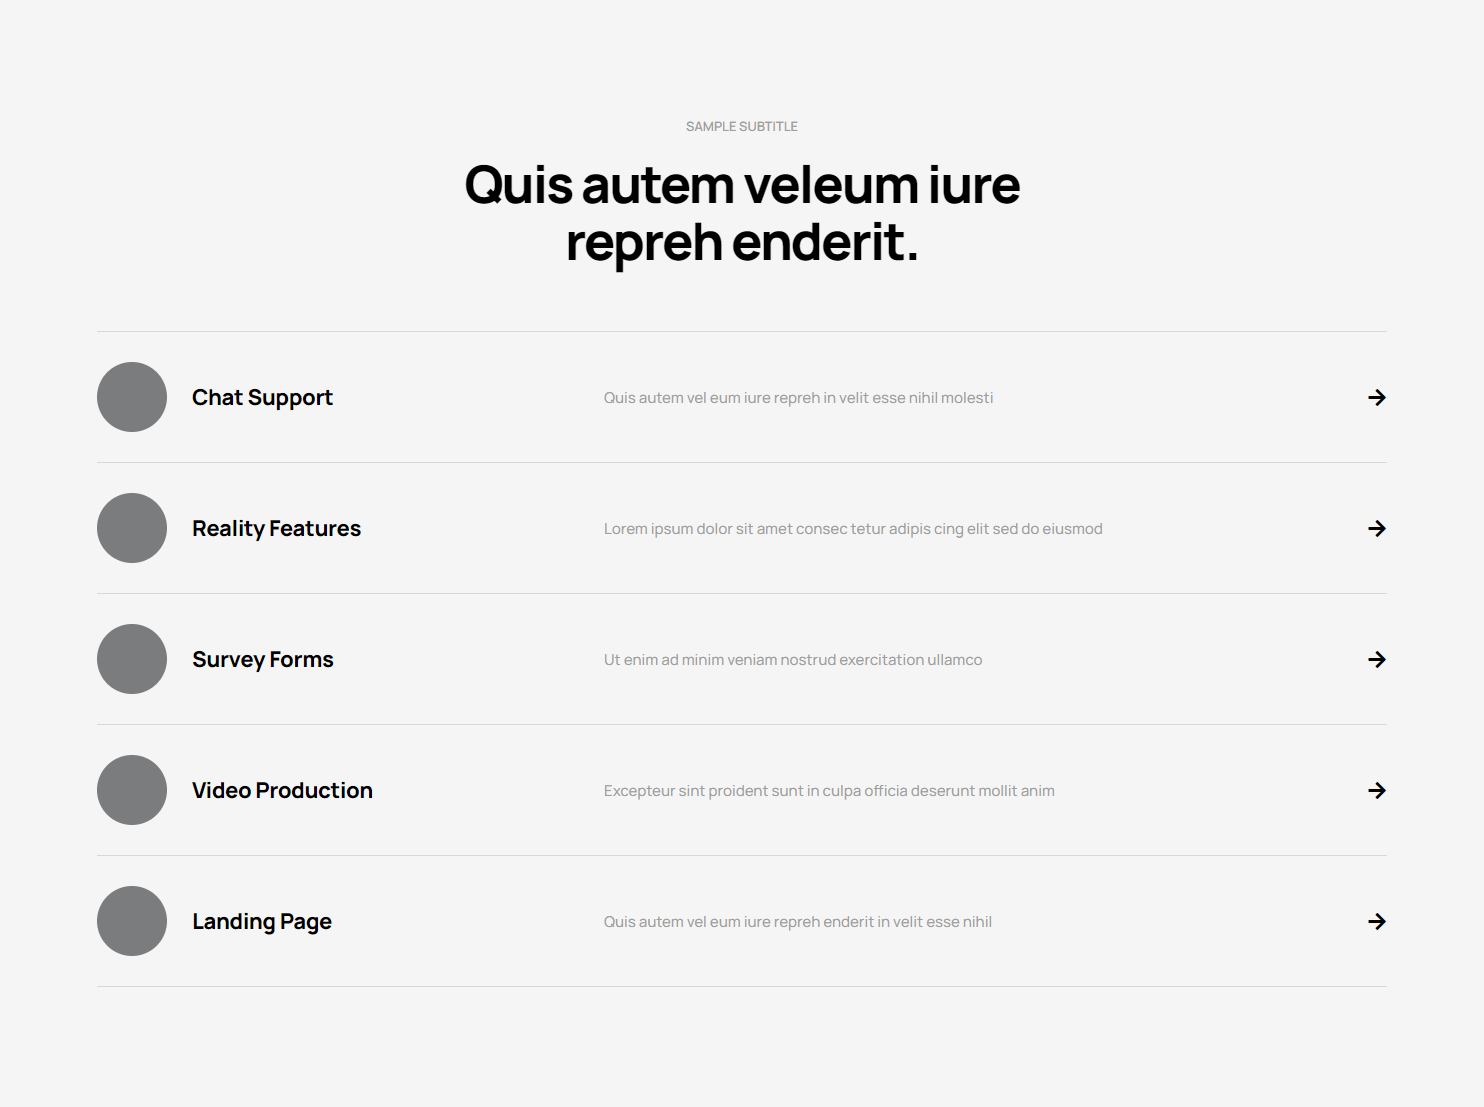 SAMPLE SUBTITLE
Quis autem veleum iure
repreh enderit.
Chat Support
Quis autem vel eum iure repreh in velit esse nihil molesti
Reality Features
Lorem ipsum dolor sit amet consec tetur adipis cing elit sed do eiusmod
Survey Forms
Ut enim ad minim veniam nostrud exercitation ullamco
Video Production
Excepteur sint proident sunt in culpa officia deserunt mollit anim
Landing Page
Quis autem vel eum iure repreh enderit in velit esse nihil